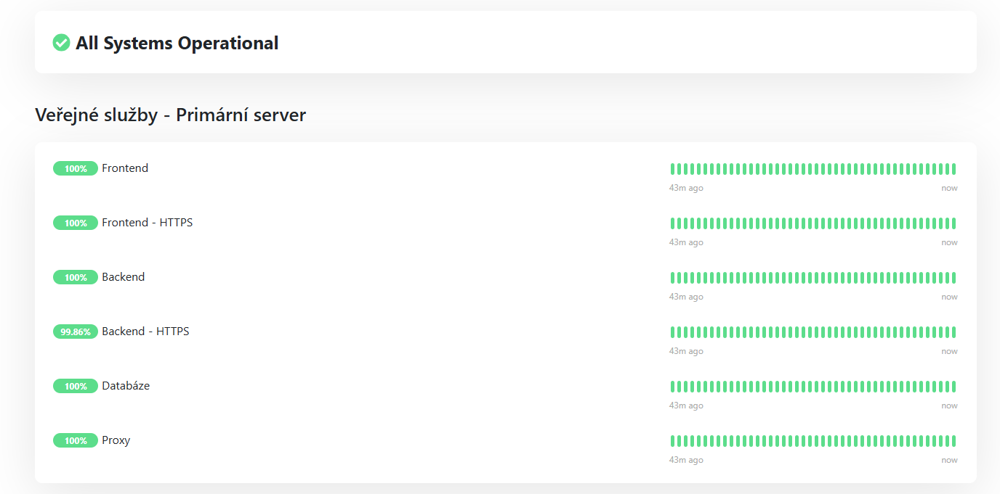 All Systems Operational
Veřejné služby - Primární server
100% Frontend
43m ago now
100% Frontend - HTTPS
43m ago now
100% Backend
43m ago now
99.86% Backend - HTTPS
43m ago now
100% Databáze
43m ago now
100% Proxy
43m ago now